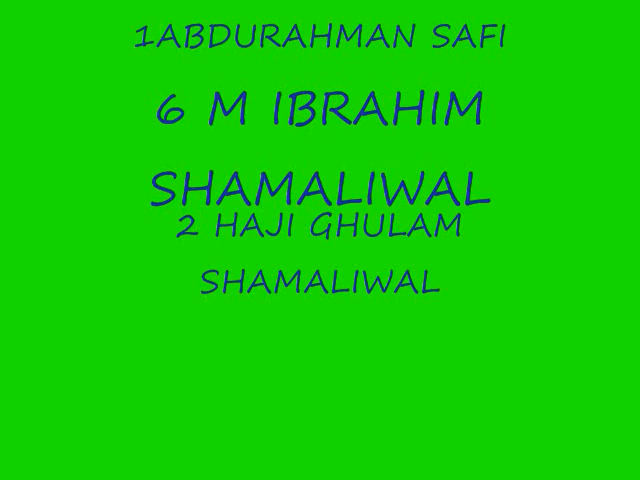 1ABDURAHMAN SAFI
6 M IBRAHIM
SHAMALIWAL
2 HAJI GHULAM
SHAMALIWAL